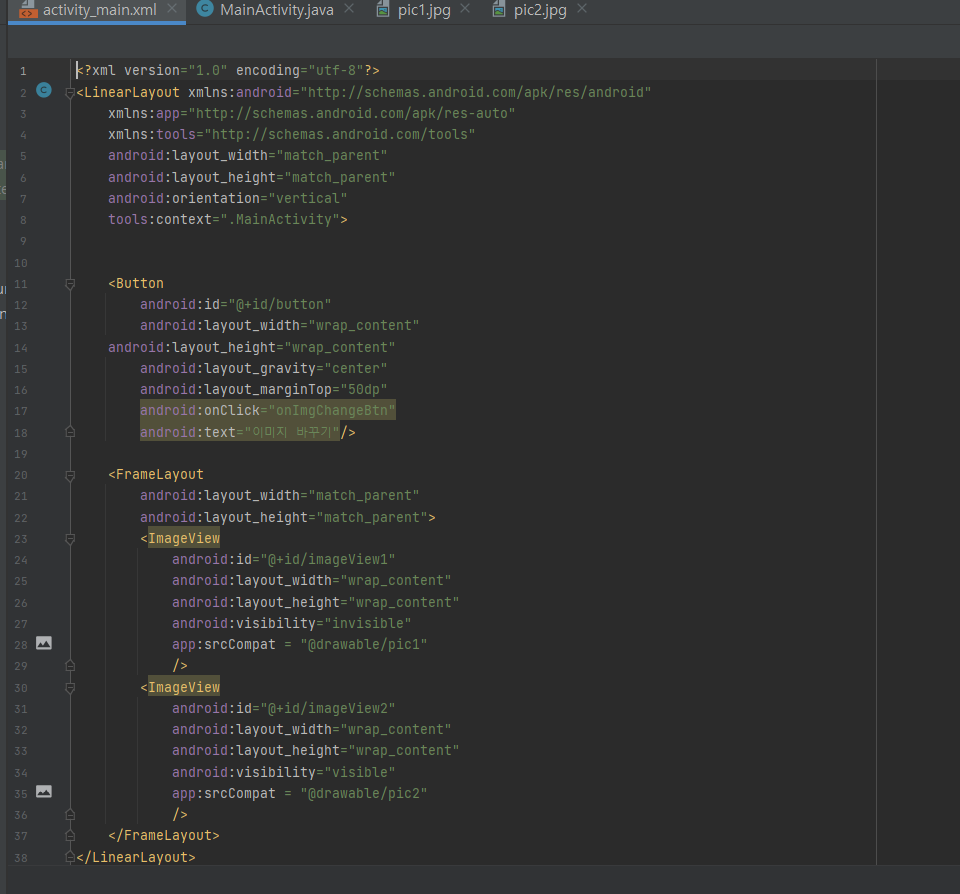 activity_main.xml MainActivity.java pic1.jpg pic2.jpg
1 <?xml version="1.0" encoding="utf-8"?>
2 <LinearLayout xmlns:android="http://schemas.android.com/apk/res/android"
3 xmlns:app="http://schemas.android.com/apk/res-auto"
4 xmlns:tools="http://schemas.android.com/tools"
5 android:layout_width="match_parent"
6 android:layout_height="match_parent"
7 android:orientation="vertical"
8 tools:context=".MainActivity">
9
10
11 <Button
12 android:id="@+id/button"
13 android:layout_width="wrap_content"
14 android:layout_height="wrap_content"
15 android:layout_gravity="center"
16 android:layout_marginTop="50dp"
17 android:onClick="onImgChangeBtn"
18 android:text="이미지 바꾸기"/>
19
20 <FrameLayout
21 android:layout_width="match_parent"
22 android:layout_height="match_parent">
23 <ImageView
24 android:id="@+id/imageView1"
25 android:layout_width="wrap_content"
26 android:layout_height="wrap_content"
27 android:visibility="invisible"
28 app:srcCompat = "@drawable/pic1"
29 />
30 <ImageView
31 android:id="@+id/imageView2"
32 android:layout_width="wrap_content"
33 android:layout_height="wrap_content"
34 android:visibility="visible"
35 app:srcCompat = "@drawable/pic2"
36 />
37 </FrameLayout>
38 </LinearLayout>